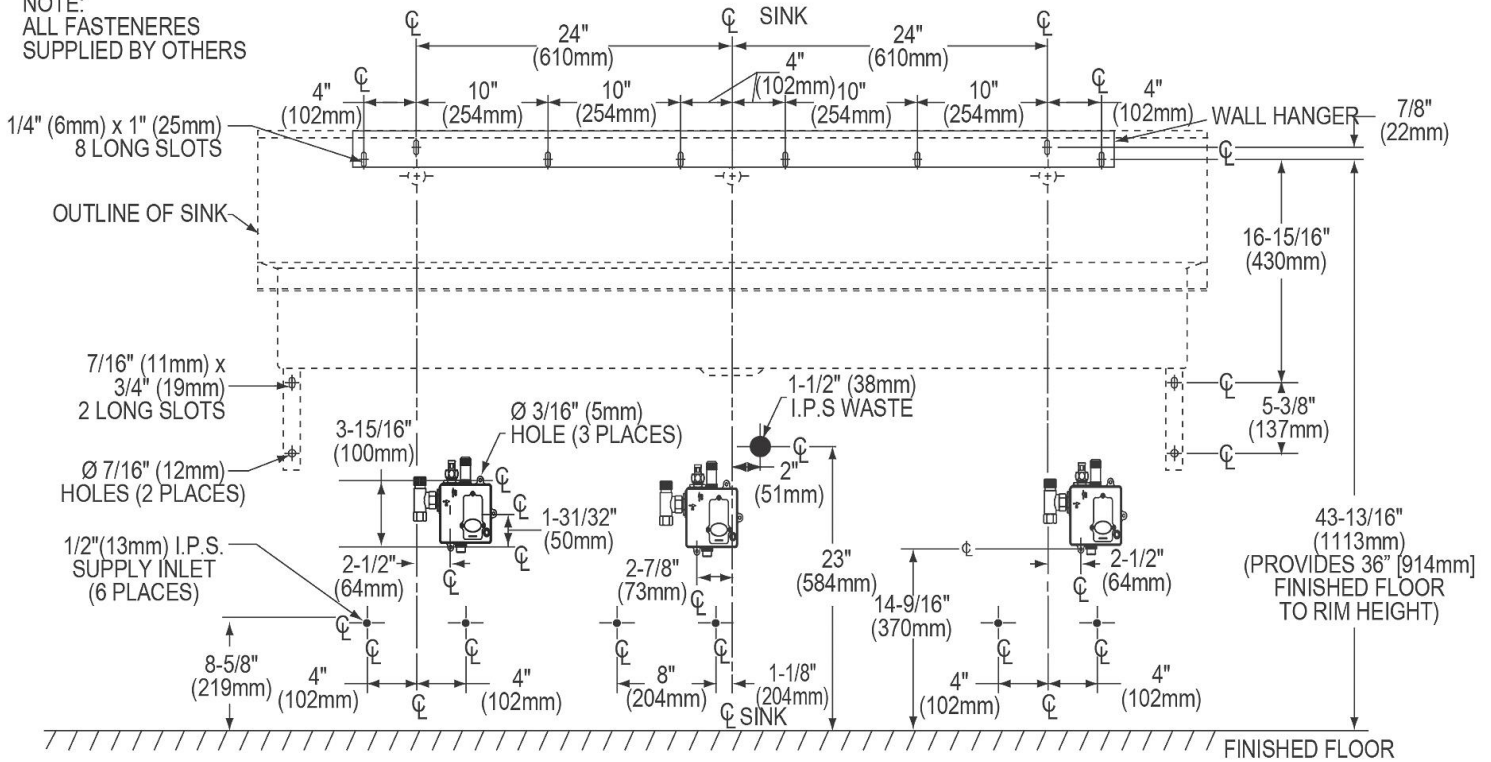 NOTE:
ALL FASTENERES
SUPPLIED BY OTHERS
℄
℄ SINK
℄
24"
(610mm)
24"
(610mm)
℄
4"
(102mm)
10"
(254mm)
10"
(254mm)
4"
(102mm)
10"
(254mm)
10"
(254mm)
℄
4"
(102mm)
WALL HANGER
7/8"
(22mm)
1/4" (6mm) x 1" (25mm)
8 LONG SLOTS
℄
OUTLINE OF SINK
16-15/16"
(430mm)
7/16" (11mm) x
3/4" (19mm)
2 LONG SLOTS
℄
5-3/8"
(137mm)
℄
1-1/2" (38mm)
I.P.S WASTE
℄
Ø 3/16" (5mm)
HOLE (3 PLACES)
3-15/16"
(100mm)
Ø 7/16" (12mm)
HOLES (2 PLACES)
℄
℄
℄
1-31/32"
(50mm)
2"
(51mm)
43-13/16"
(1113mm)
(PROVIDES 36” [914mm]
FINISHED FLOOR
TO RIM HEIGHT)
1/2"(13mm) I.P.S.
SUPPLY INLET
(6 PLACES)
2-1/2"
(64mm)
℄
2-7/8"
(73mm)
℄
23"
(584mm)
℄
2-1/2"
(64mm)
℄
14-9/16"
(370mm)
℄
℄
℄
℄
℄
℄
℄
8-5/8"
(219mm)
4"
(102mm)
4"
(102mm)
℄
8"
(204mm)
1-1/8"
(204mm)
℄ SINK
4"
(102mm)
4"
(102mm)
℄
FINISHED FLOOR